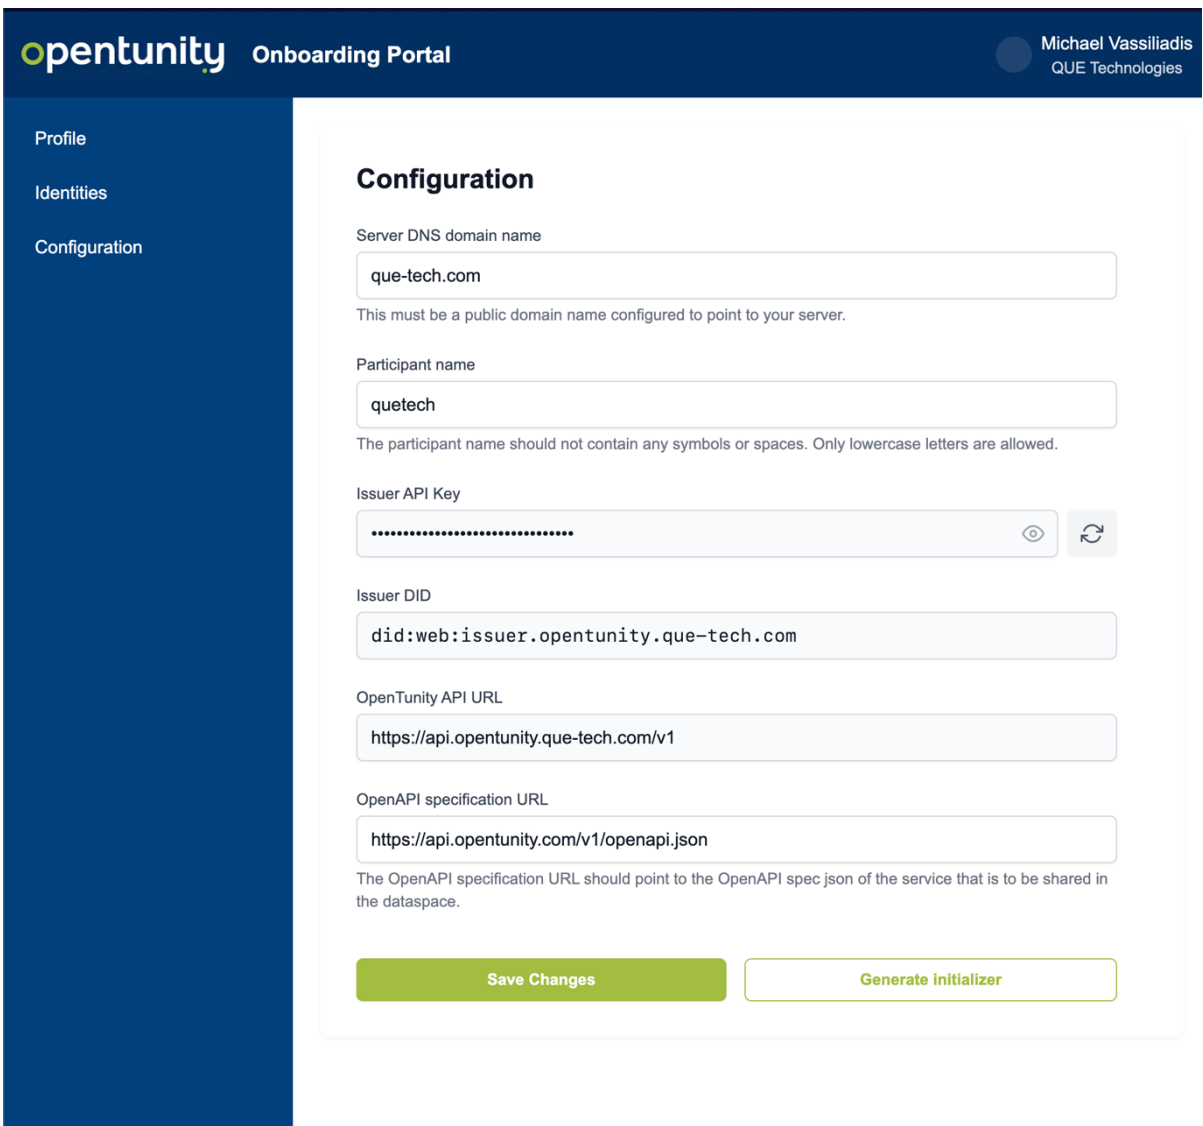 opentunity Onboarding Portal
Michael Vassiliadis
QUE Technologies
Profile
Identities
Configuration
Configuration
Server DNS domain name
que-tech.com
This must be a public domain name configured to point to your server.
Participant name
quetech
The participant name should not contain any symbols or spaces. Only lowercase letters are allowed.
Issuer API Key
••••••••••••••••••••••••••••••••
Issuer DID
did:web:issuer.opentunity.que-tech.com
OpenTunity API URL
https://api.opentunity.que-tech.com/v1
OpenAPI specification URL
https://api.opentunity.com/v1/openapi.json
The OpenAPI specification URL should point to the OpenAPI spec json of the service that is to be shared in
the dataspace.
Save Changes
Generate initializer